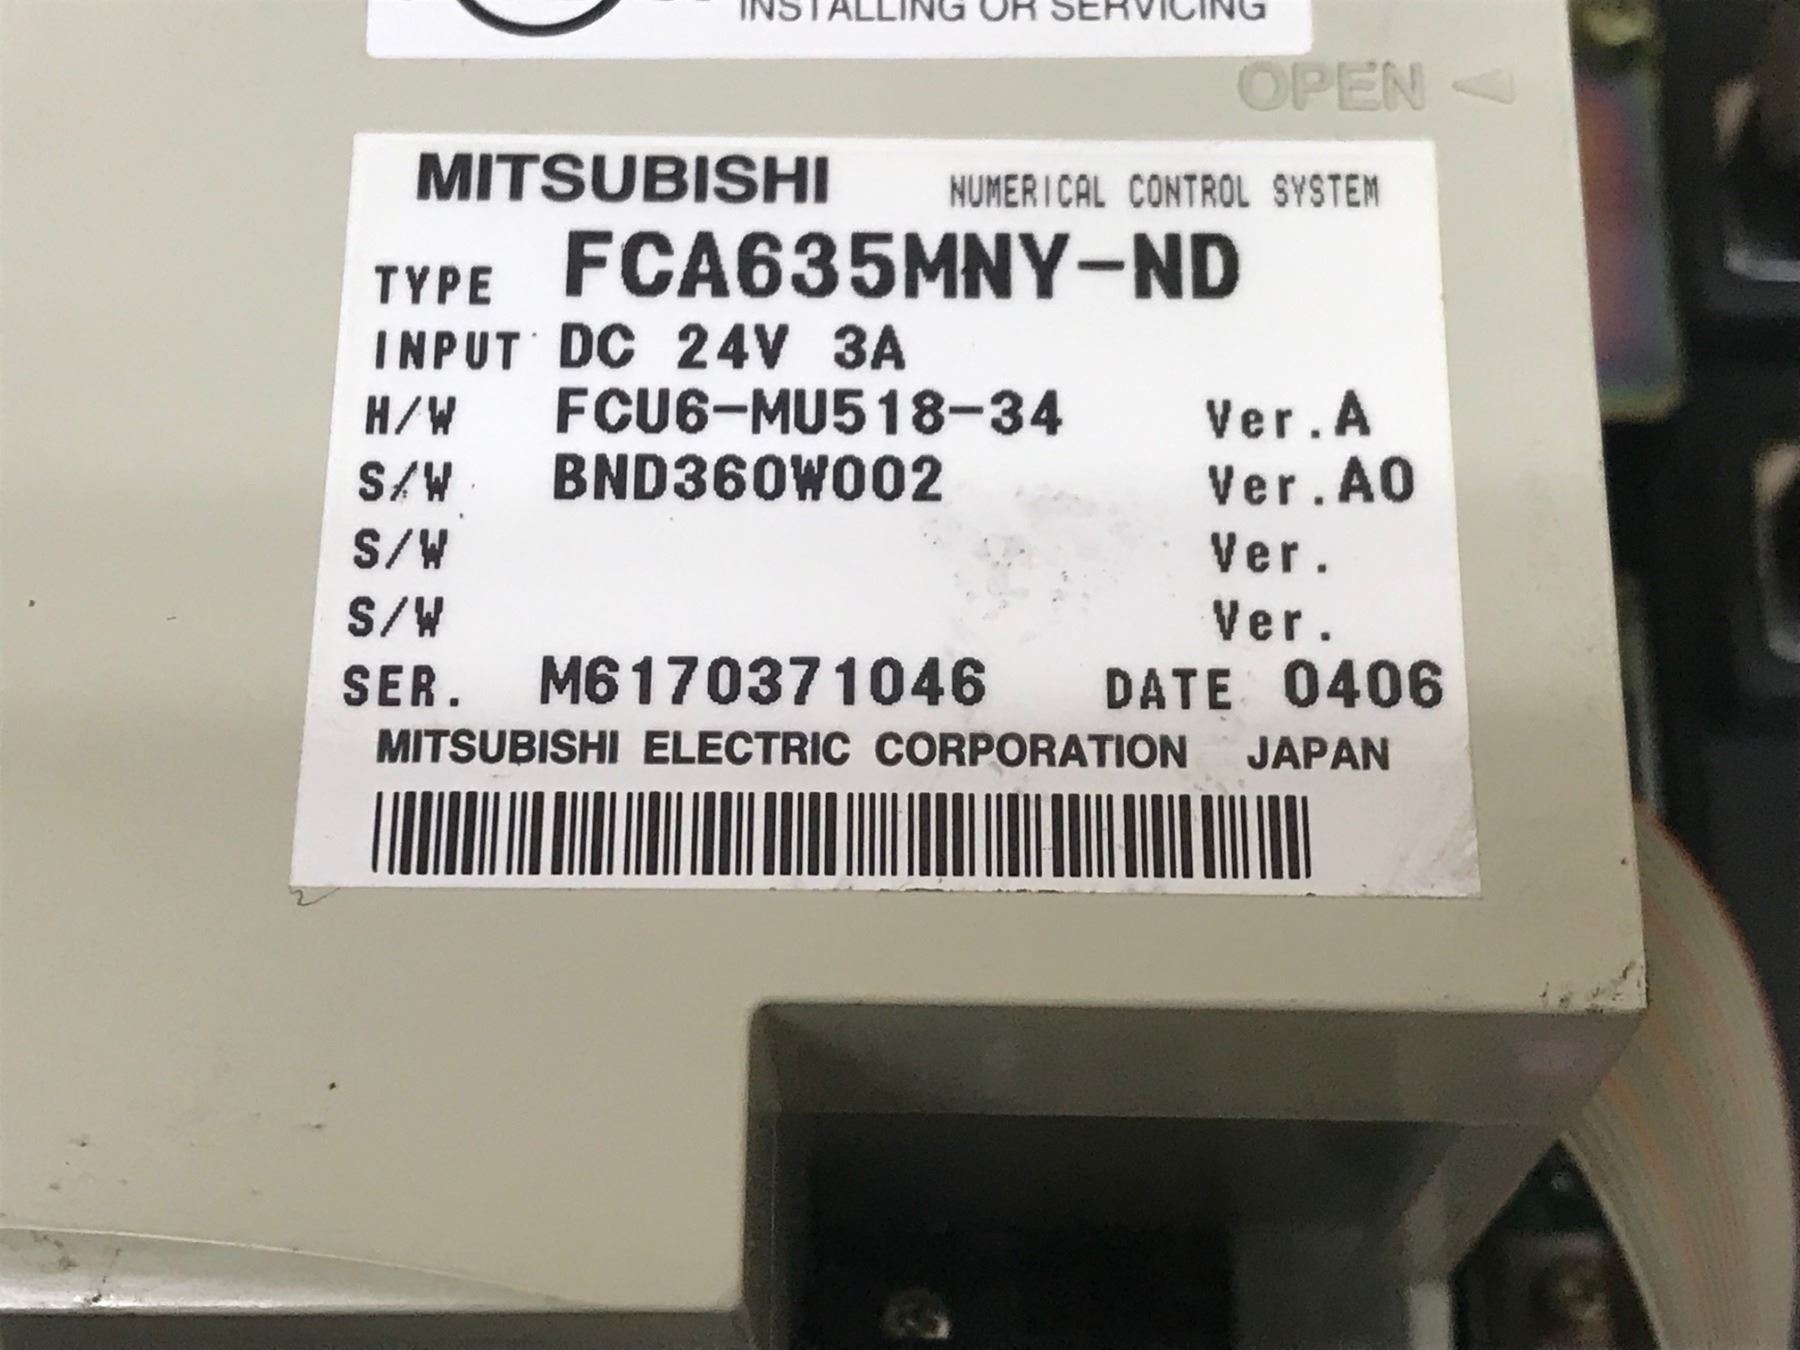 INSTALLING OR SERVICING
OPEN
MITSUBISHI NUMERICAL CONTROL SYSTEM
TYPE FCA635MNY-ND
INPUT DC 24V 3A
H/W FCU6-MU518-34 Ver.A
S/W BND360W002 Ver.A0
S/W Ver.
S/W Ver.
SER. M6170371046 DATE 0406
MITSUBISHI ELECTRIC CORPORATION JAPAN